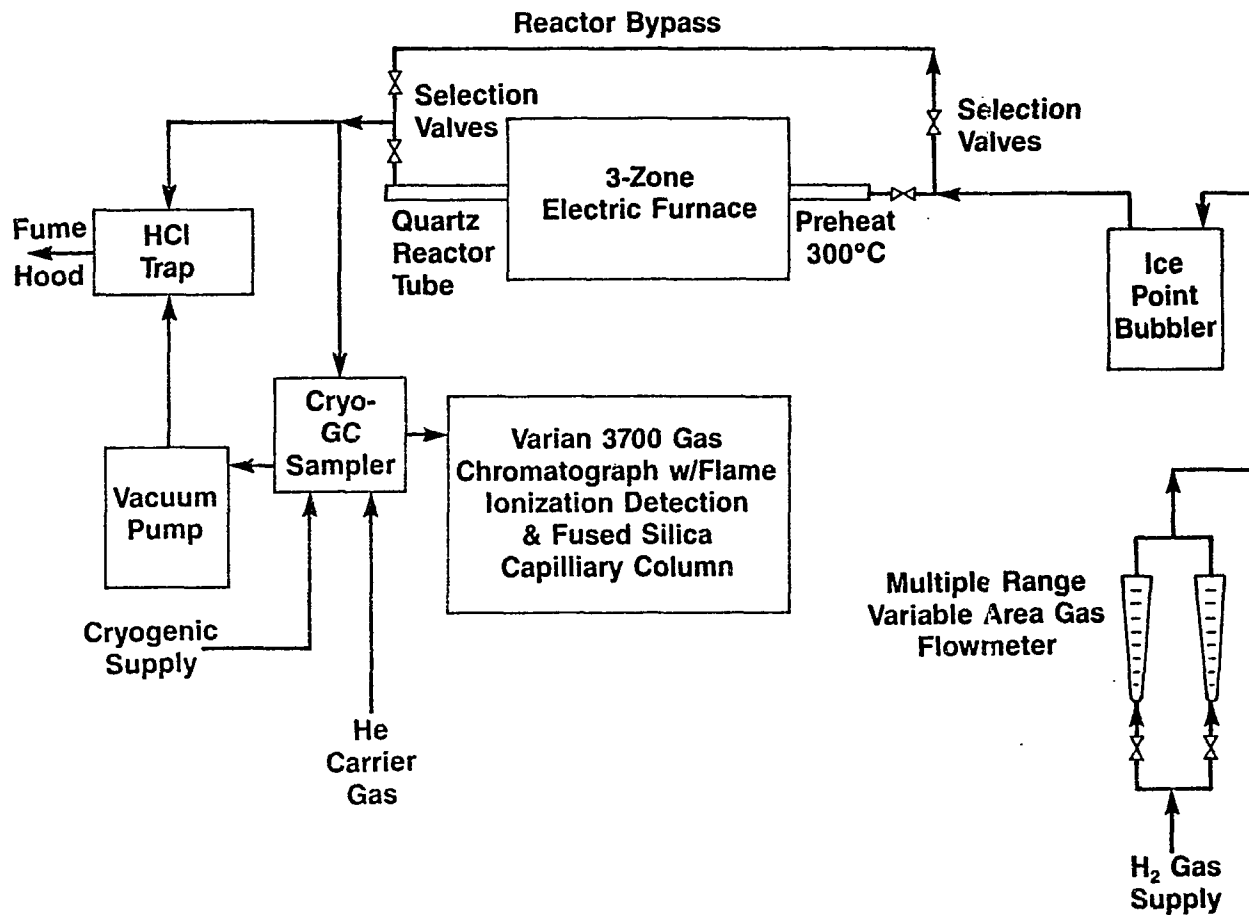 Reactor Bypass
Selection
Valves
Selection
Valves
3-Zone
Electric Furnace
Quartz
Reactor
Tube
Preheat
300°C
Fume
Hood
HCl
Trap
Ice
Point
Bubbler
Cryo-
GC
Sampler
Varian 3700 Gas
Chromatograph w/Flame
Ionization Detection
& Fused Silica
Capilliary Column
Vacuum
Pump
Multiple Range
Variable Area Gas
Flowmeter
Cryogenic
Supply
He
Carrier
Gas
H₂ Gas
Supply